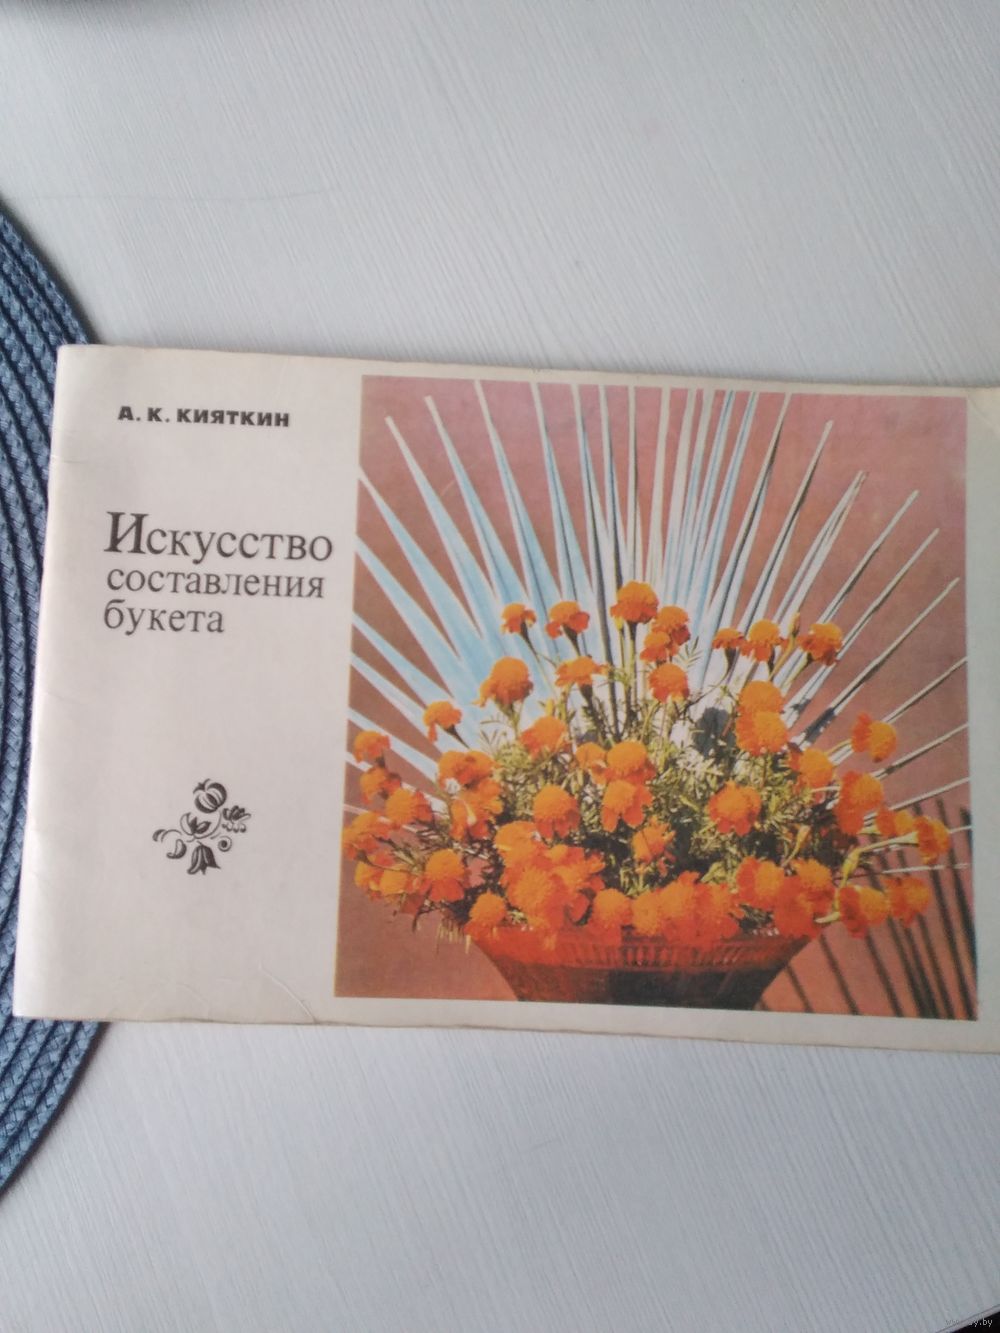 А. К. КИЯТКИН
Искусство
составления
букета